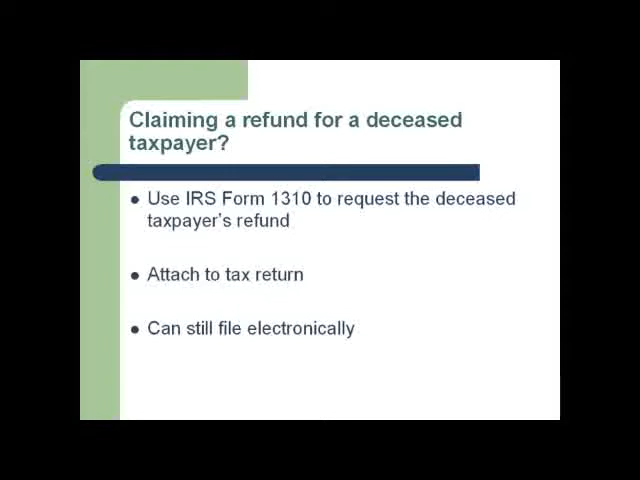 Claiming a refund for a deceased
taxpayer?
● Use IRS Form 1310 to request the deceased
taxpayer's refund
● Attach to tax return
● Can still file electronically